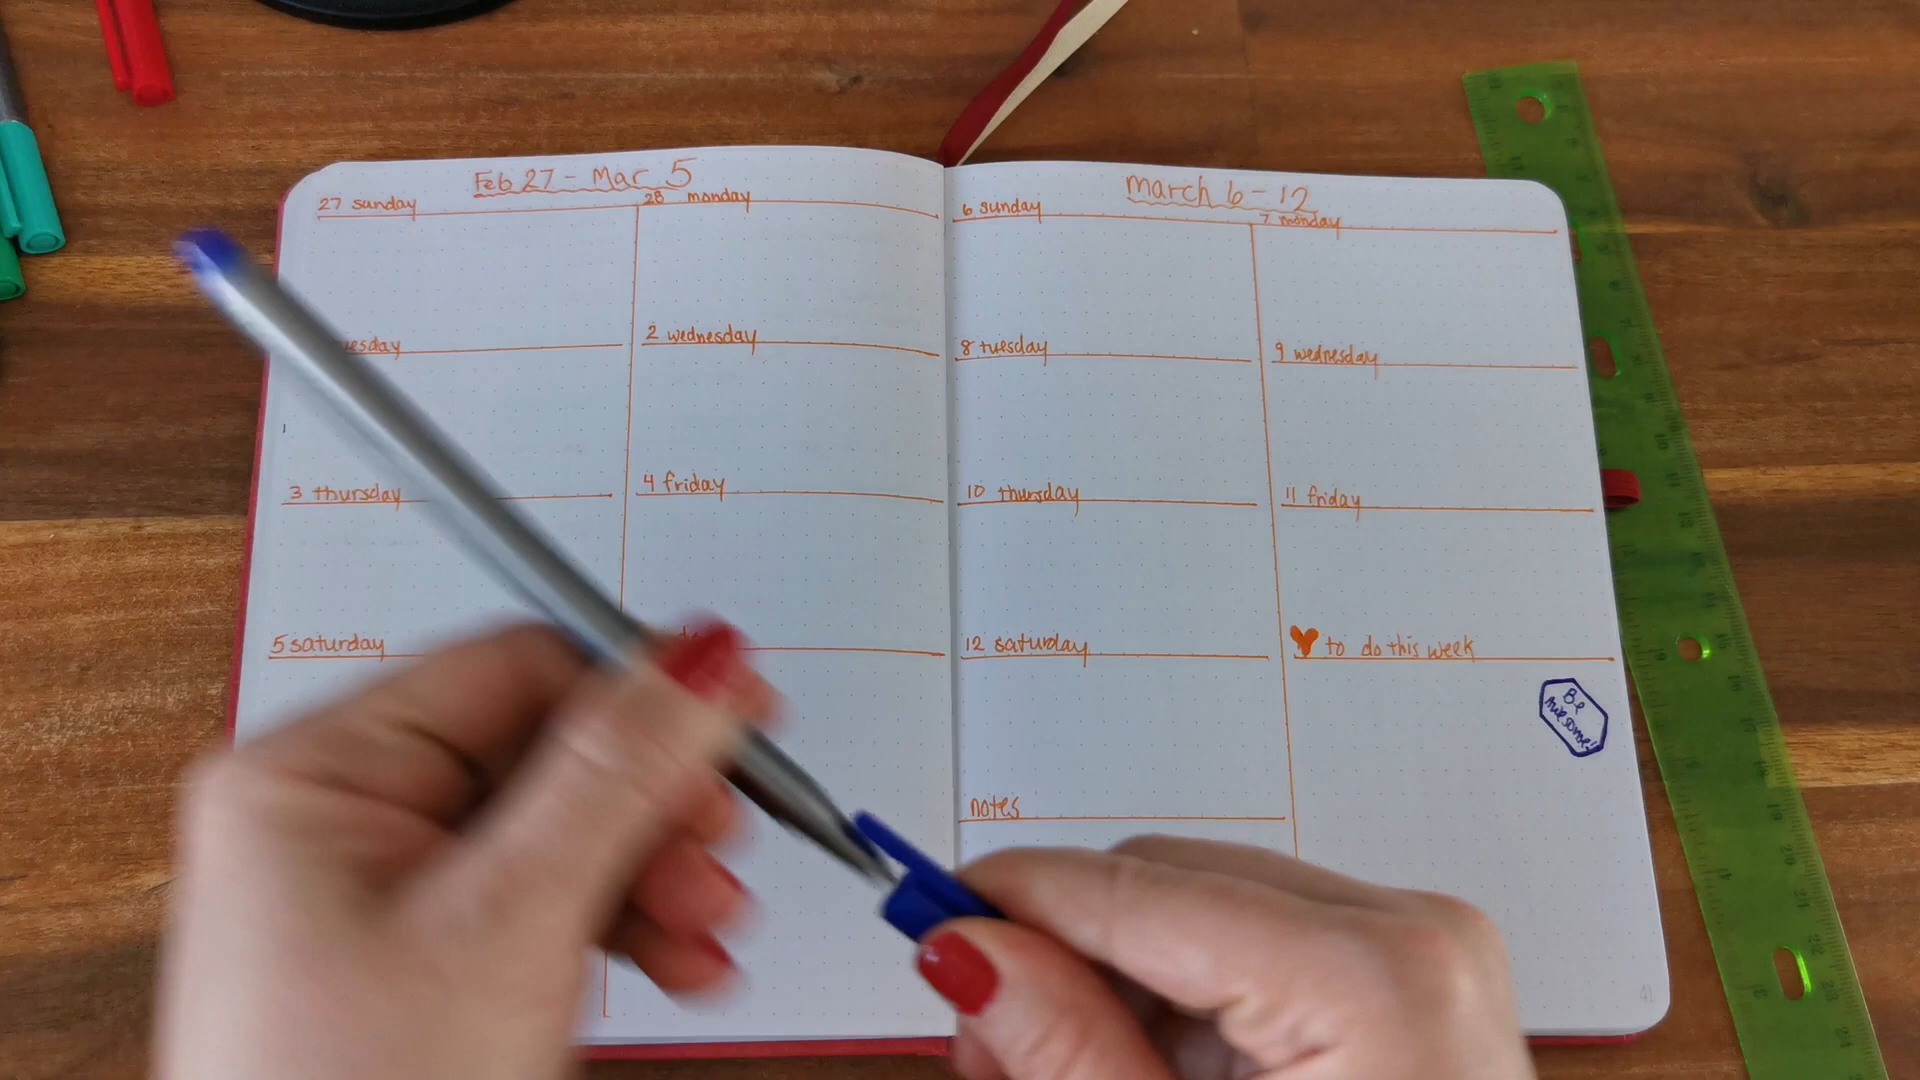 Feb 27 - Mar 5
27 sunday
28 monday
2 wednesday
3 thursday
4 friday
5 saturday
March 6 - 12
6 sunday
7 monday
8 tuesday
9 wednesday
10 thursday
11 friday
12 saturday
to do this week
Be
Awesome!
notes
41